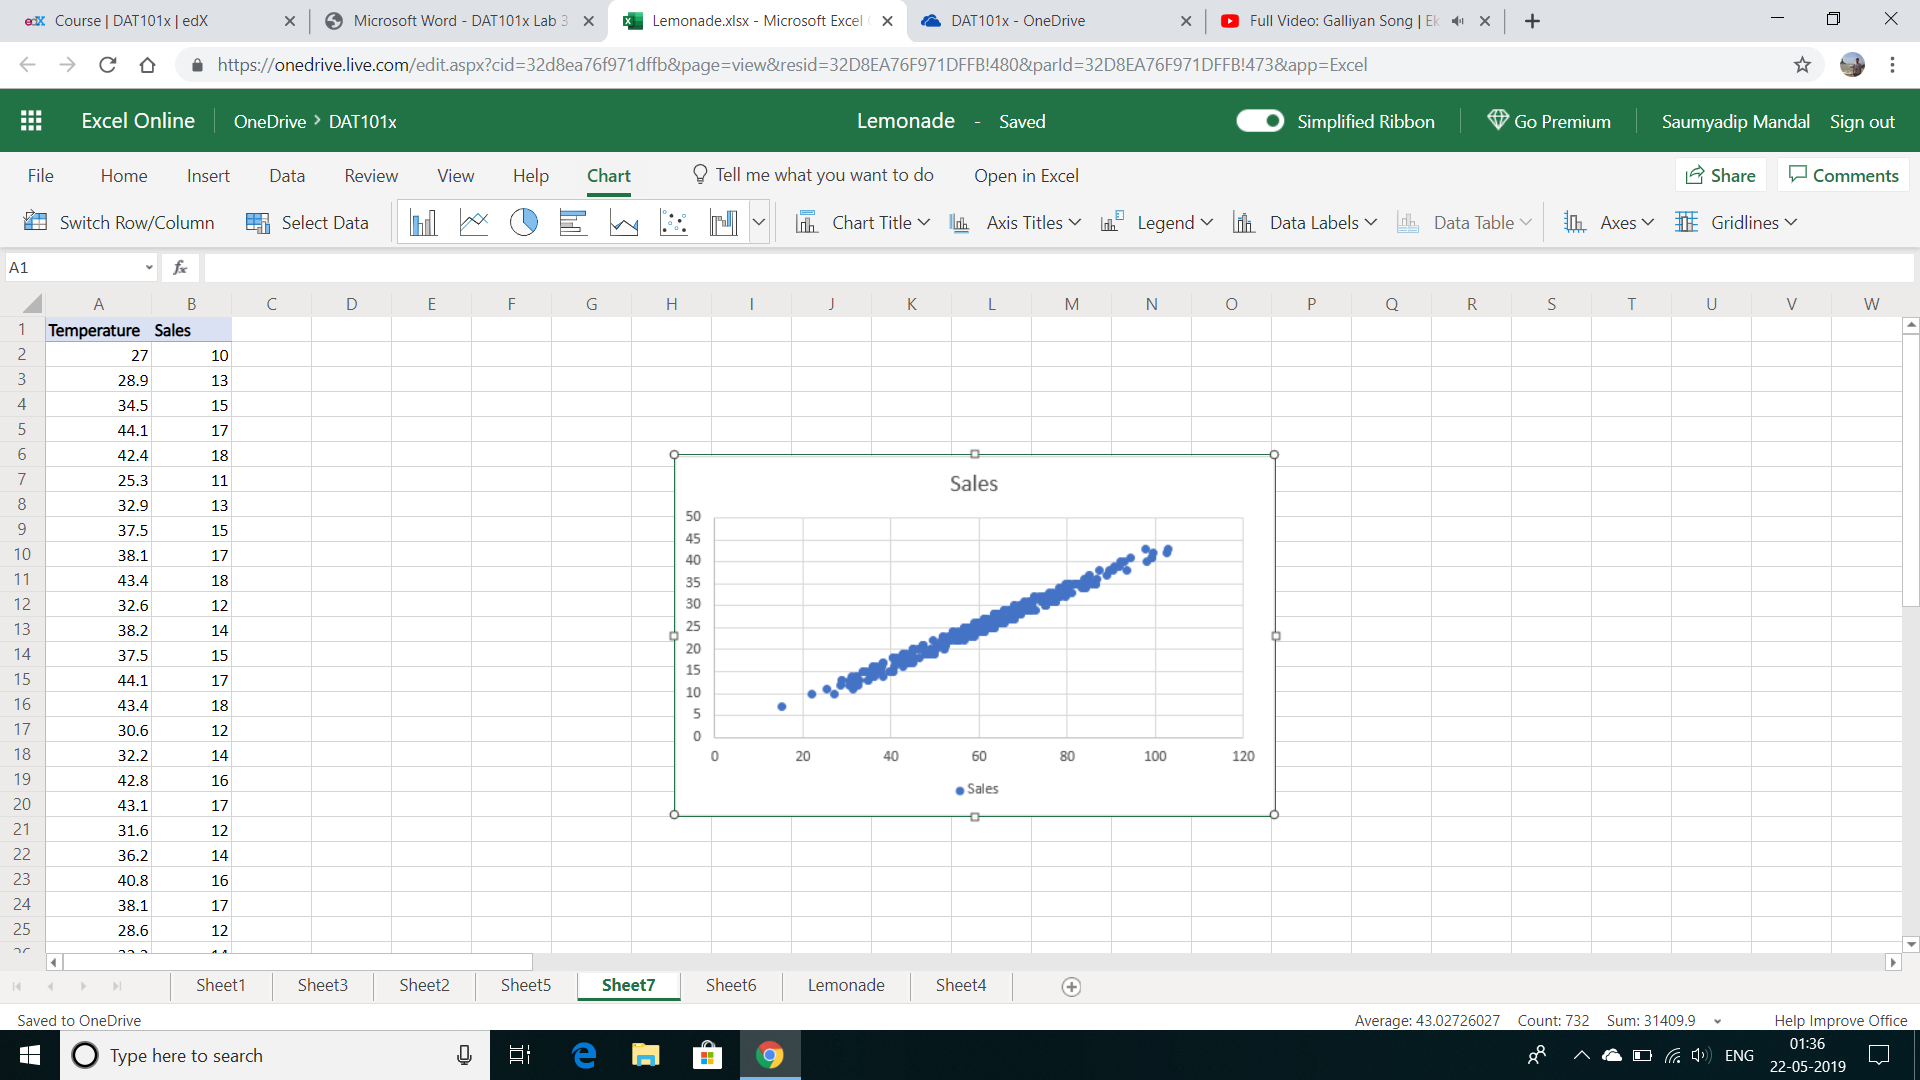 Course | DAT101x | edX
Microsoft Word - DAT101x Lab 3
Lemonade.xlsx - Microsoft Excel
DAT101x - OneDrive
Full Video: Galliyan Song | Ek
https://onedrive.live.com/edit.aspx?cid=32d8ea76f971dffb&page=view&resid=32D8EA76F971DFFB!480&parId=32D8EA76F971DFFB!473&app=Excel
Excel Online OneDrive > DAT101x Lemonade - Saved Simplified Ribbon Go Premium Saumyadip Mandal Sign out
File Home Insert Data Review View Help Chart Tell me what you want to do Open in Excel Share Comments
Switch Row/Column Select Data Chart Title Axis Titles Legend Data Labels Data Table Axes Gridlines
A1 fx
A B C D E F G H I J K L M N O P Q R S T U V W
1 Temperature Sales
2 27 10
3 28.9 13
4 34.5 15
5 44.1 17
6 42.4 18
7 25.3 11
8 32.9 13
9 37.5 15
10 38.1 17
11 43.4 18
12 32.6 12
13 38.2 14
14 37.5 15
15 44.1 17
16 43.4 18
17 30.6 12
18 32.2 14
19 42.8 16
20 43.1 17
21 31.6 12
22 36.2 14
23 40.8 16
24 38.1 17
25 28.6 12
Sales
50
45
40
35
30
25
20
15
10
5
0
0 20 40 60 80 100 120
Sales
Sheet1 Sheet3 Sheet2 Sheet5 Sheet7 Sheet6 Lemonade Sheet4
Saved to OneDrive Average: 43.02726027 Count: 732 Sum: 31409.9 Help Improve Office
Type here to search
ENG
01:36
22-05-2019